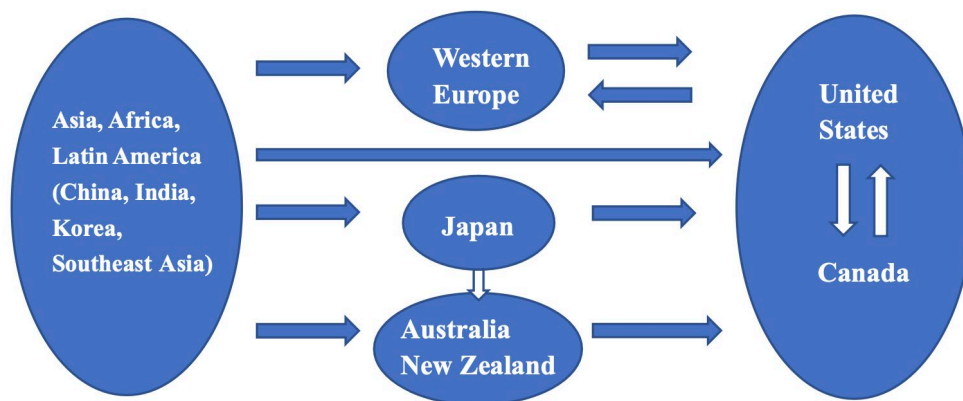 Asia, Africa,
Latin America
(China, India,
Korea,
Southeast Asia)
Western
Europe
Japan
Australia
New Zealand
United
States
Canada